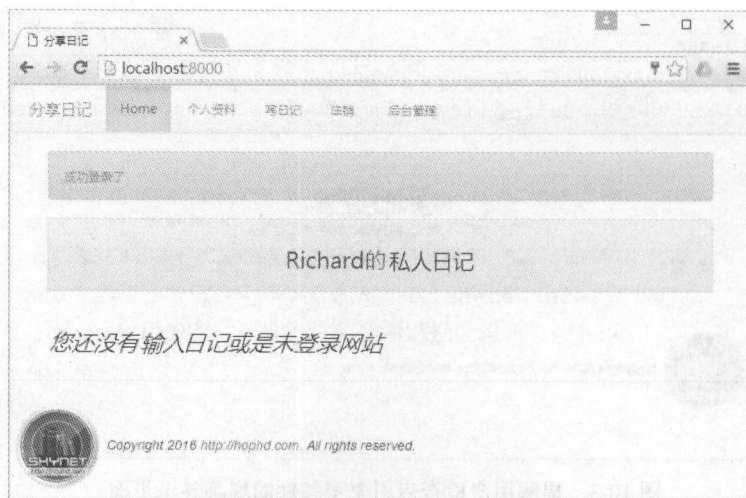 分享日记
localhost:8000
分享日记 Home 个人资料 写日记 注销 后台管理
成功登录了
Richard的私人日记
您还没有输入日记或是未登录网站
SKYNET
Copyright 2016 http://hophd.com. All rights reserved.